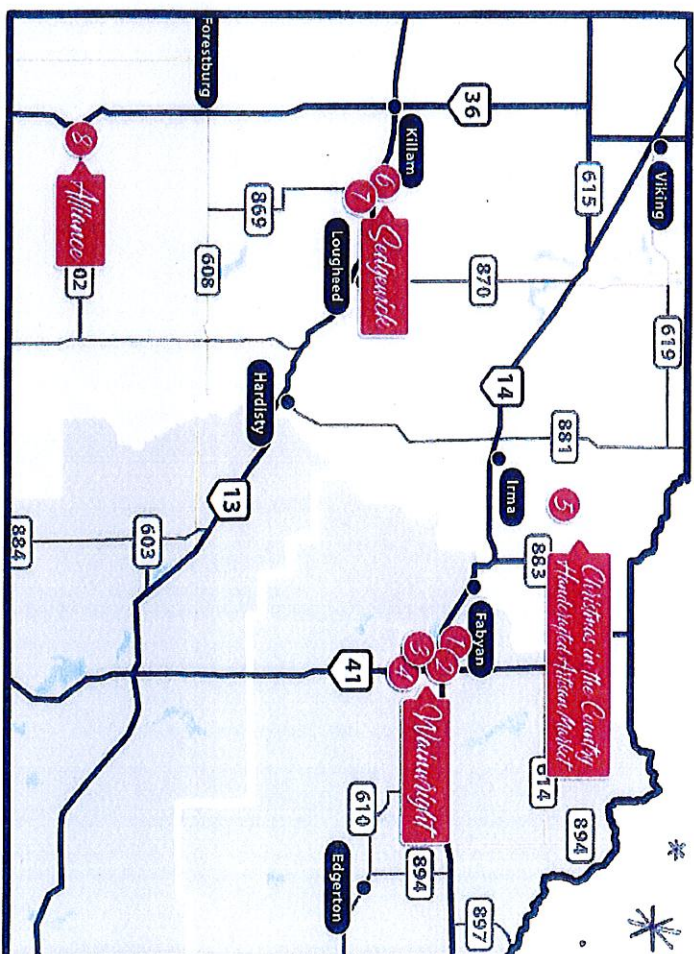 Viking
619
615
881
894
5
Christmas in the Country
Handcrafted Artisan Market
883
614
14
Irma
870
Fabyan
897
36
1
2
3
4
Wainwright
894
Killam
6
7
Sedgewick
610
41
Lougheed
Edgerton
869
Hardisty
13
Forestburg
608
603
8
Alliance
02
884